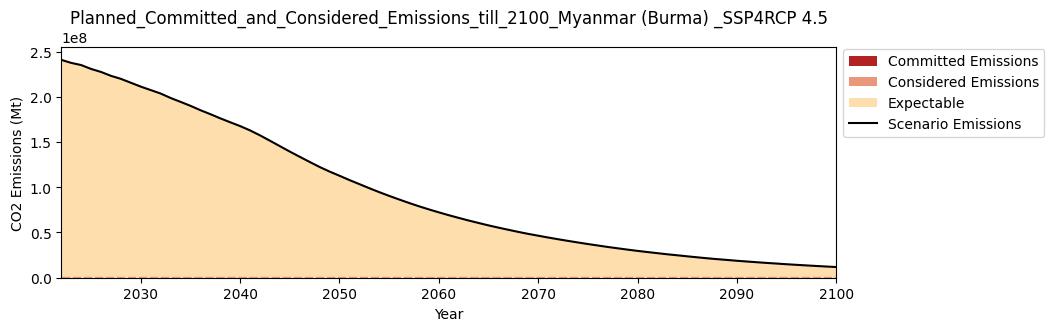 Planned_Committed_and_Considered_Emissions_till_2100_Myanmar (Burma) _SSP4RCP 4.5
1e8
2.5
2.0
1.5
1.0
0.5
0.0
CO2 Emissions (Mt)
2030
2040
2050
2060
2070
2080
2090
2100
Year
Committed Emissions
Considered Emissions
Expectable
Scenario Emissions